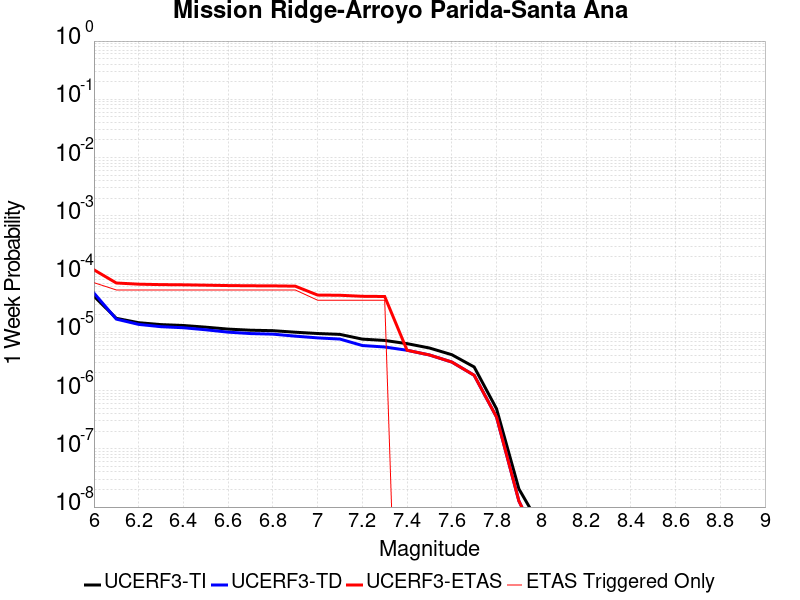 Mission Ridge-Arroyo Parida-Santa Ana
1 Week Probability
10^0
10^-1
10^-2
10^-3
10^-4
10^-5
10^-6
10^-7
10^-8
6 6.2 6.4 6.6 6.8 7 7.2 7.4 7.6 7.8 8 8.2 8.4 8.6 8.8 9
Magnitude
UCERF3-TI UCERF3-TD UCERF3-ETAS ETAS Triggered Only